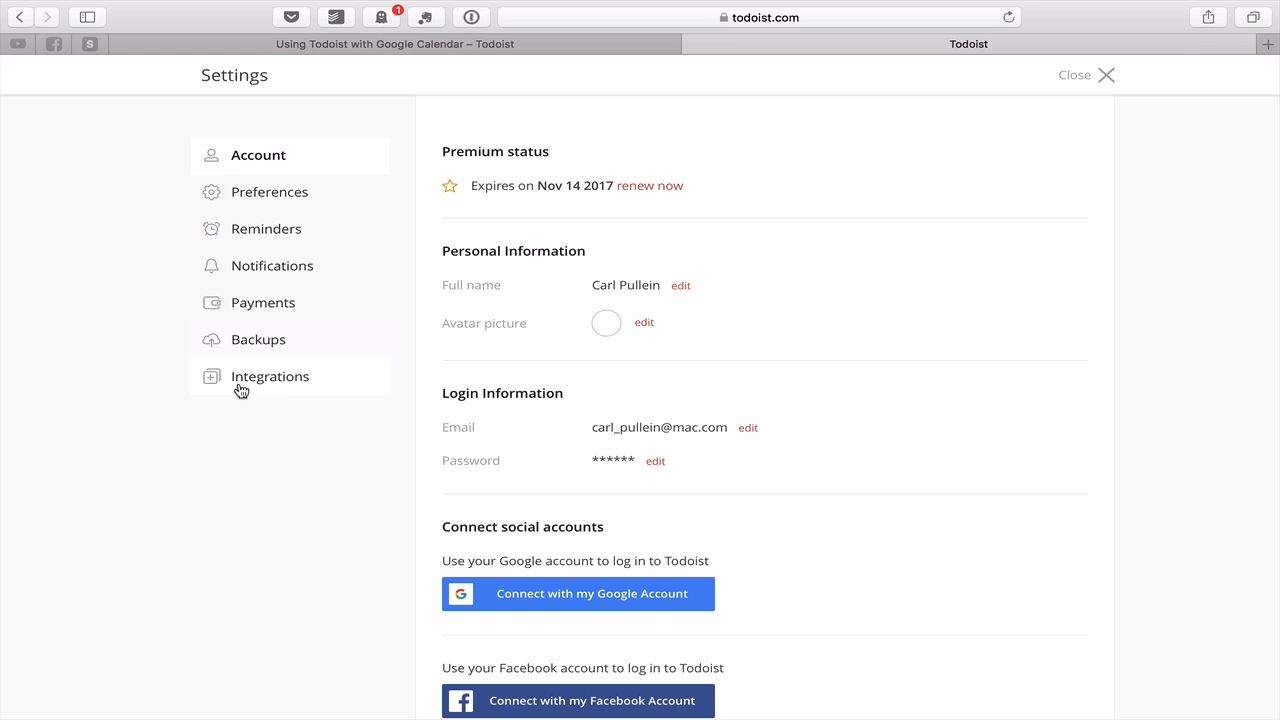 todoist.com
1
S
Using Todoist with Google Calendar – Todoist
Todoist
Settings
Close
Account
Preferences
Reminders
Notifications
Payments
Backups
Integrations
Premium status
Expires on Nov 14 2017 renew now
Personal Information
Full name Carl Pullein edit
Avatar picture edit
Login Information
Email carl_pullein@mac.com edit
Password ****** edit
Connect social accounts
Use your Google account to log in to Todoist
G Connect with my Google Account
Use your Facebook account to log in to Todoist
f Connect with my Facebook Account